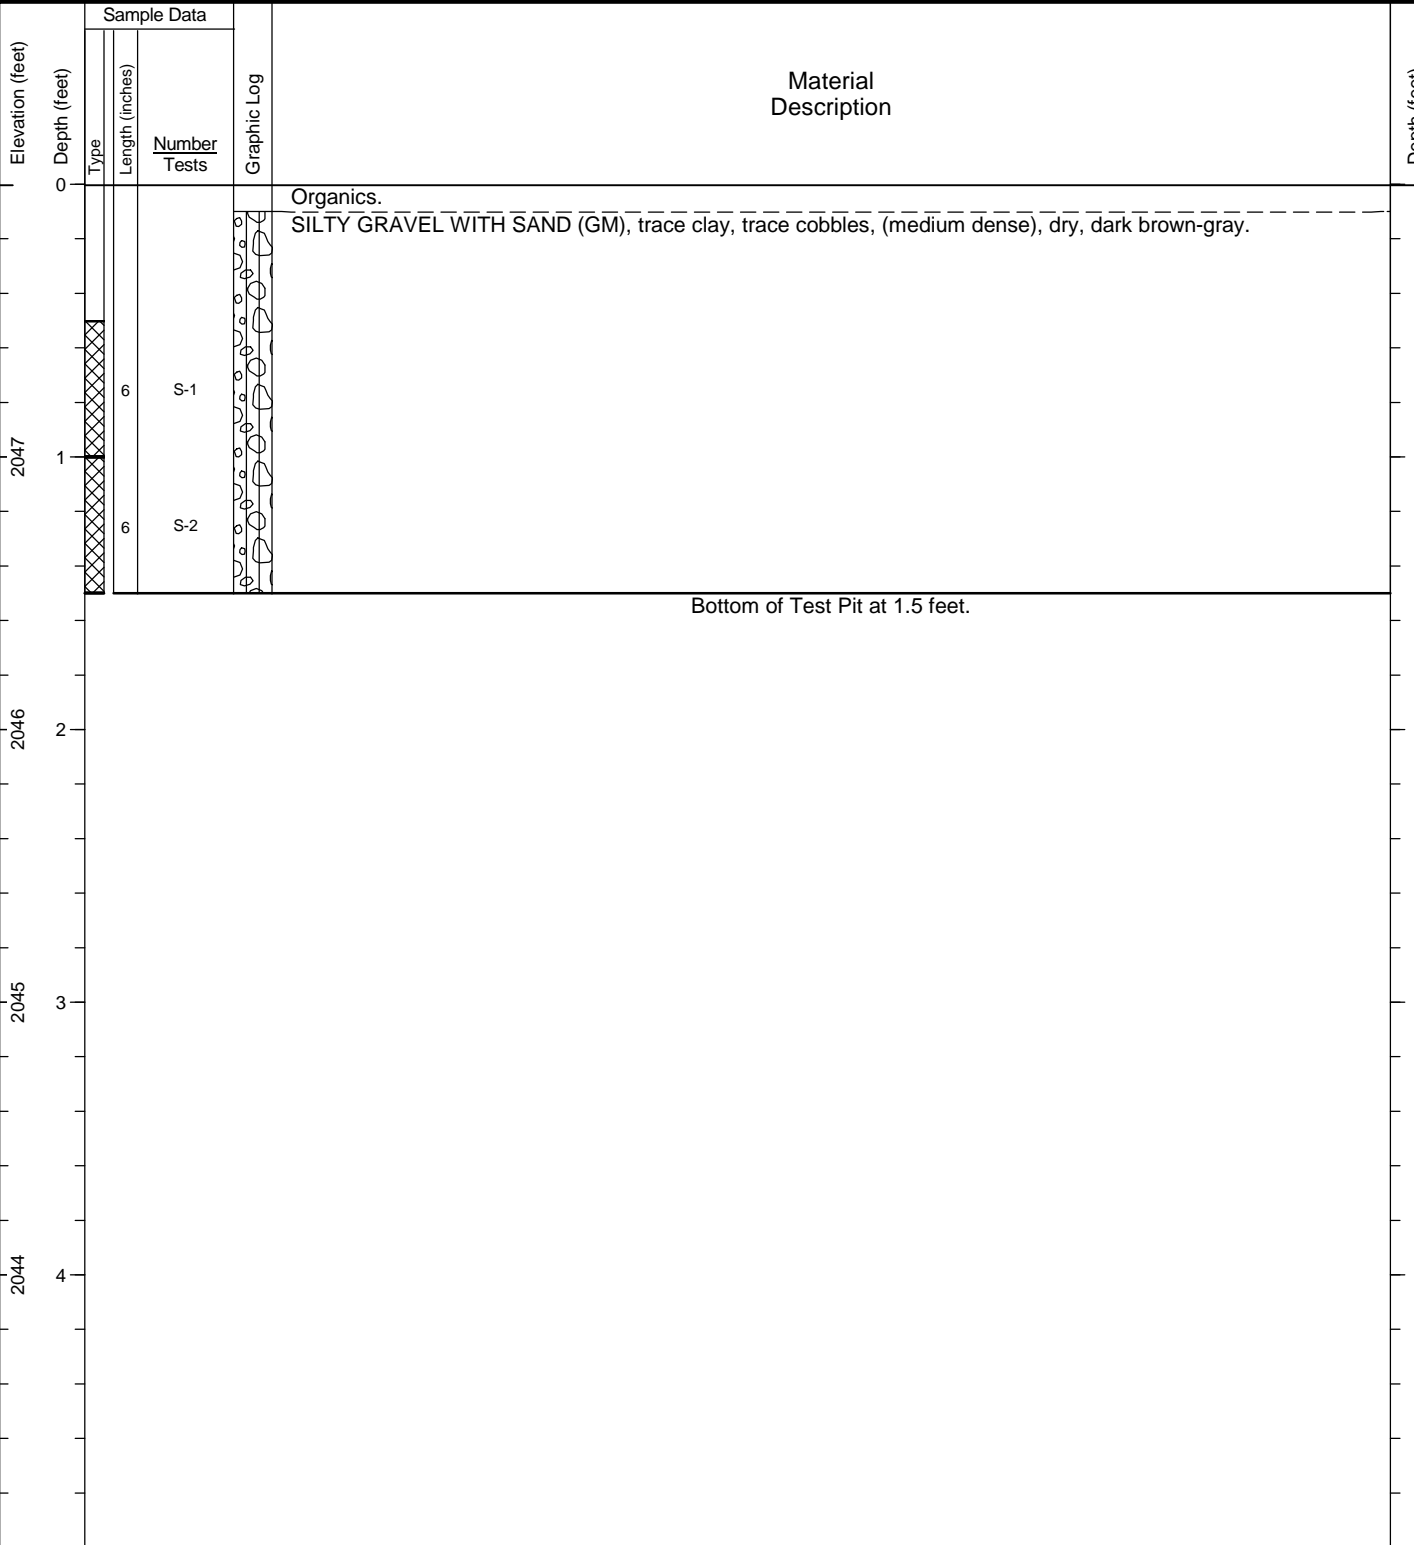 Sample Data
Elevation (feet)
Depth (feet)
Type
Length (inches)
Number
Tests
Graphic Log
Material
Description
Depth (feet)
0
Organics.
SILTY GRAVEL WITH SAND (GM), trace clay, trace cobbles, (medium dense), dry, dark brown-gray.
6 S-1
2047 1
6 S-2
Bottom of Test Pit at 1.5 feet.
2046 2
2045 3
2044 4